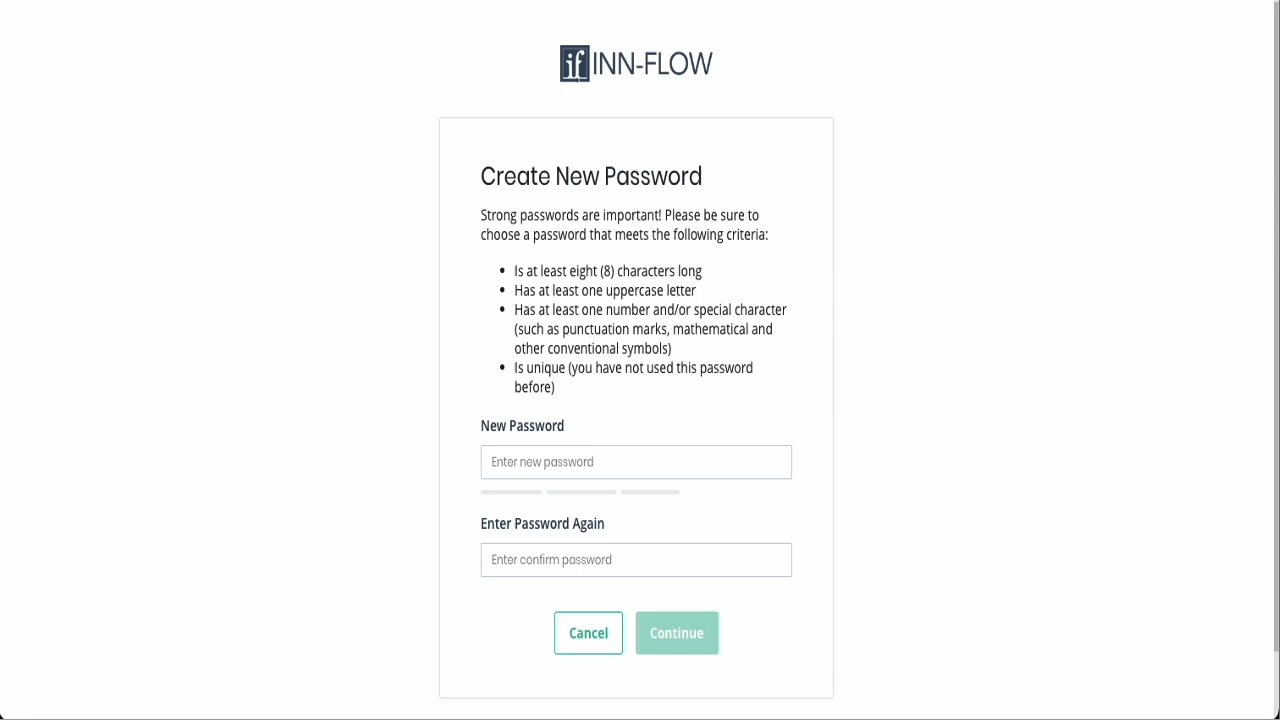 if INN-FLOW
Create New Password
Strong passwords are important! Please be sure to
choose a password that meets the following criteria:
• Is at least eight (8) characters long
• Has at least one uppercase letter
• Has at least one number and/or special character
(such as punctuation marks, mathematical and
other conventional symbols)
• Is unique (you have not used this password
before)
New Password
Enter new password
Enter Password Again
Enter confirm password
Cancel Continue